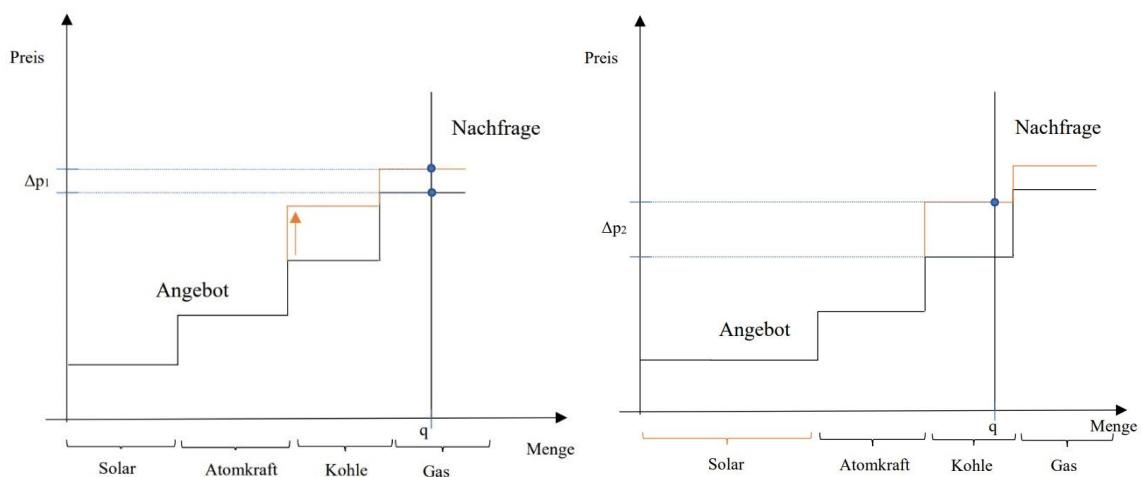 Preis
Nachfrage
Δp₁
Angebot
q
Menge
Solar
Atomkraft
Kohle
Gas
Preis
Nachfrage
Δp₂
Angebot
q
Menge
Solar
Atomkraft
Kohle
Gas